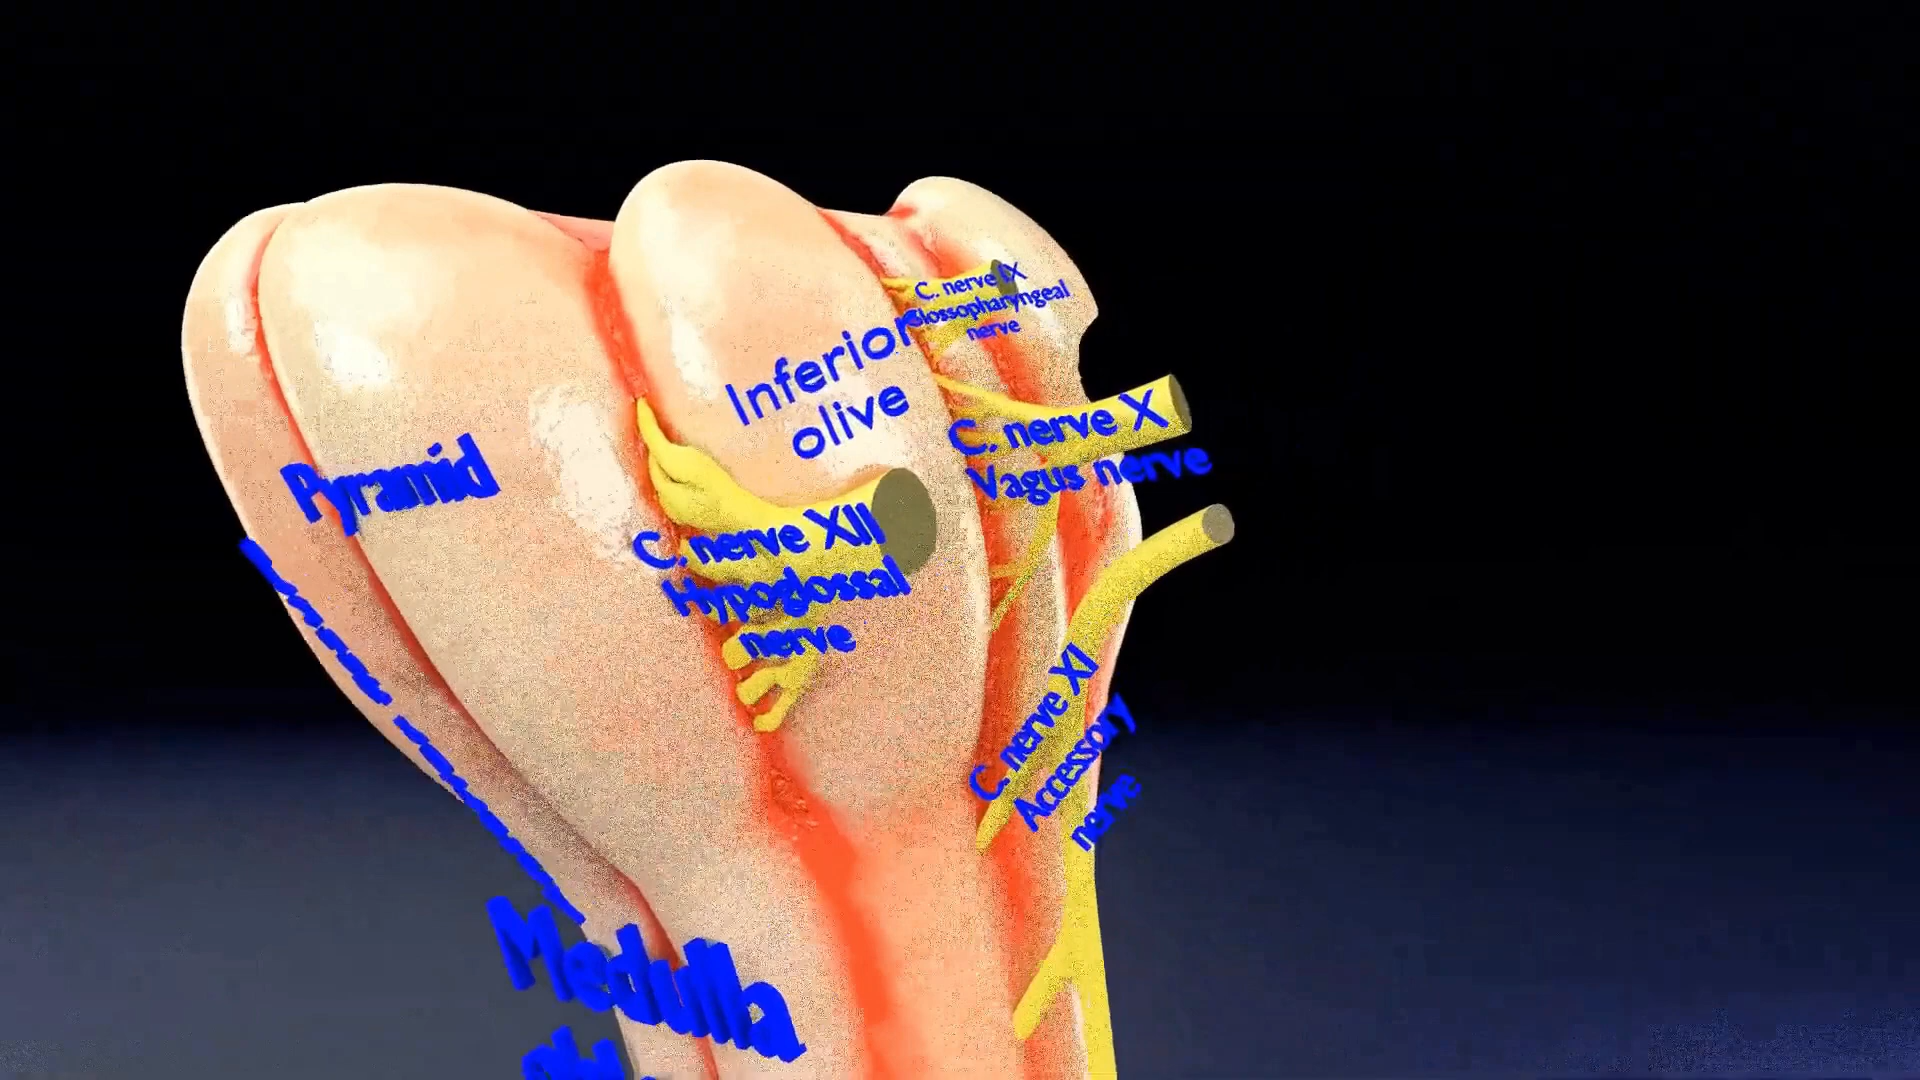 C. nerve IX
Glossopharyngeal
nerve
Inferior
olive
C. nerve X
Vagus nerve
Pyramid
C. nerve XII
Hypoglossal
nerve
C. nerve XI
Accessory
nerve
Medulla